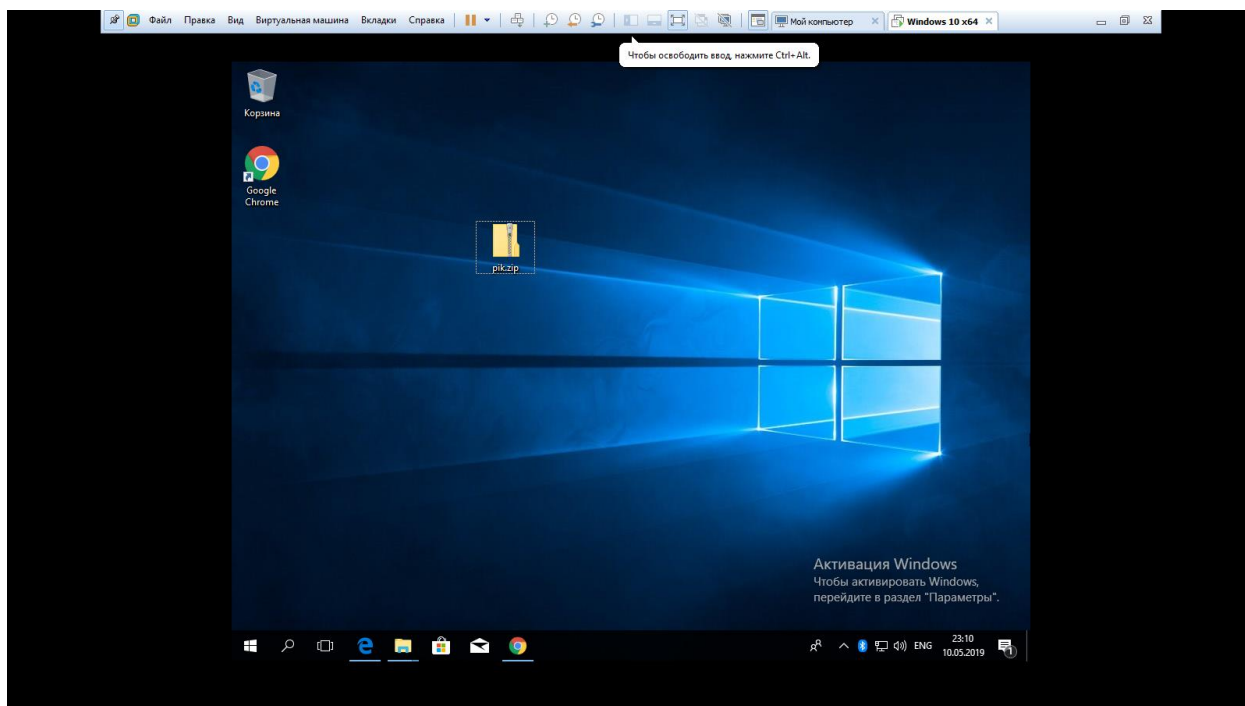 Файл Правка Вид Виртуальная машина Вкладки Справка Мой компьютер Windows 10 x64
Чтобы освободить ввод, нажмите Ctrl+Alt.
Корзина
Google
Chrome
pik.zip
Активация Windows
Чтобы активировать Windows,
перейдите в раздел "Параметры".
ENG
23:10
10.05.2019
1